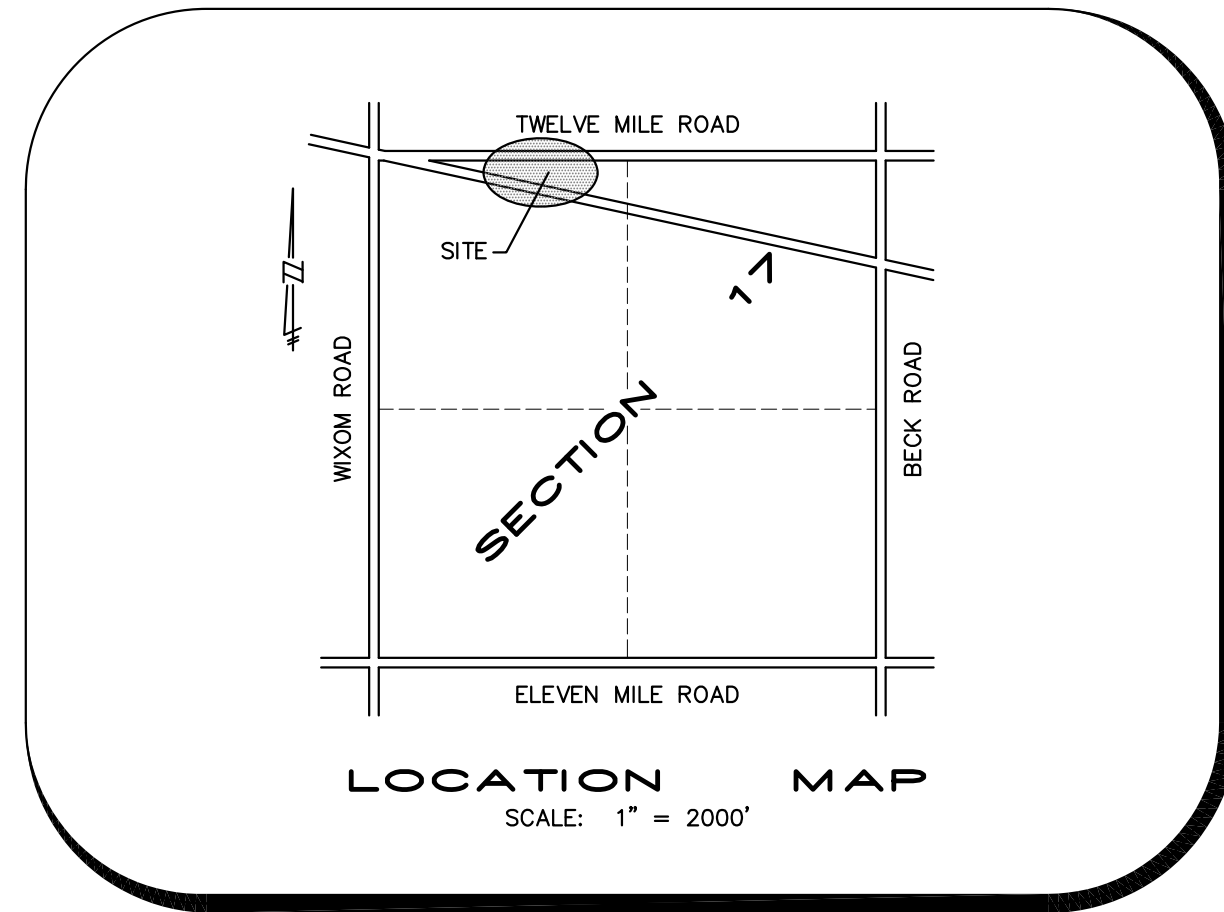 TWELVE MILE ROAD
SITE
N
17
WIXOM ROAD
BECK ROAD
SECTION
ELEVEN MILE ROAD
LOCATION MAP
SCALE: 1" = 2000'